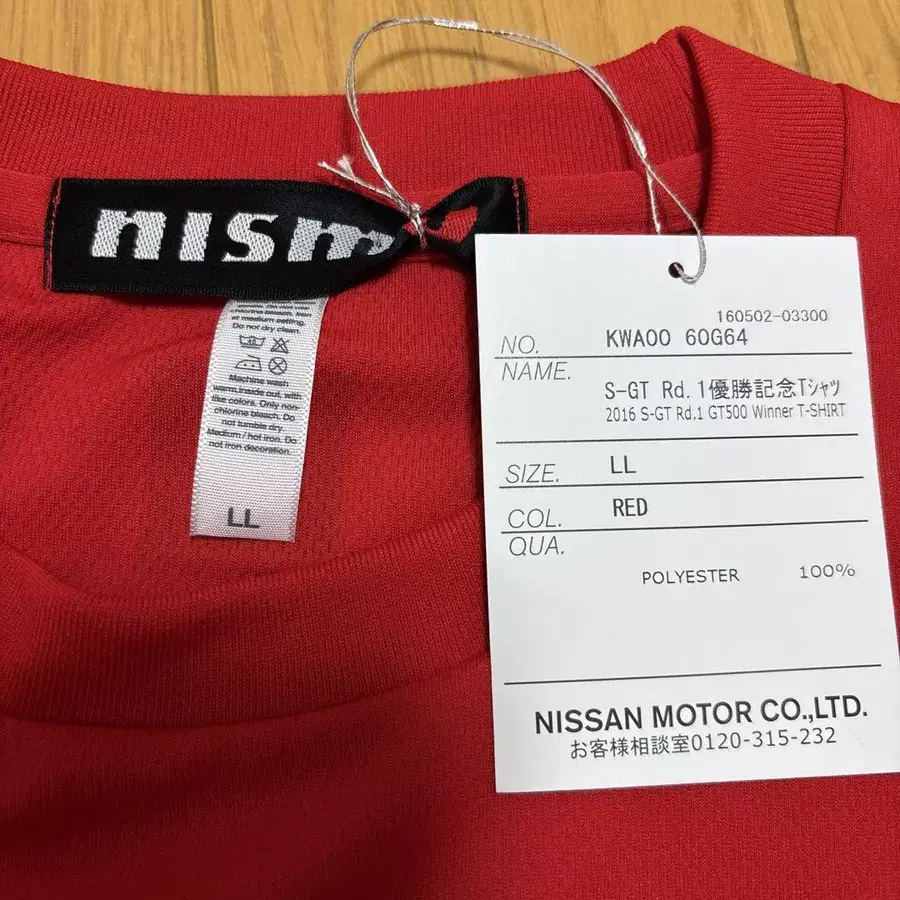 nism
at medium setting.
Do not dry clean.
Machine wash
warm,inside out, with
like colors. Only non-
chlorine bleach. Do
not tumble dry.
Medium / hot iron. Do
not iron decoration.
LL
160502-03300
NO. KWA00 60G64
NAME.
S-GT Rd.1優勝記念Tシャツ
2016 S-GT Rd.1 GT500 Winner T-SHIRT
SIZE. LL
COL. RED
QUA.
POLYESTER 100%
NISSAN MOTOR CO.,LTD.
お客様相談室0120-315-232